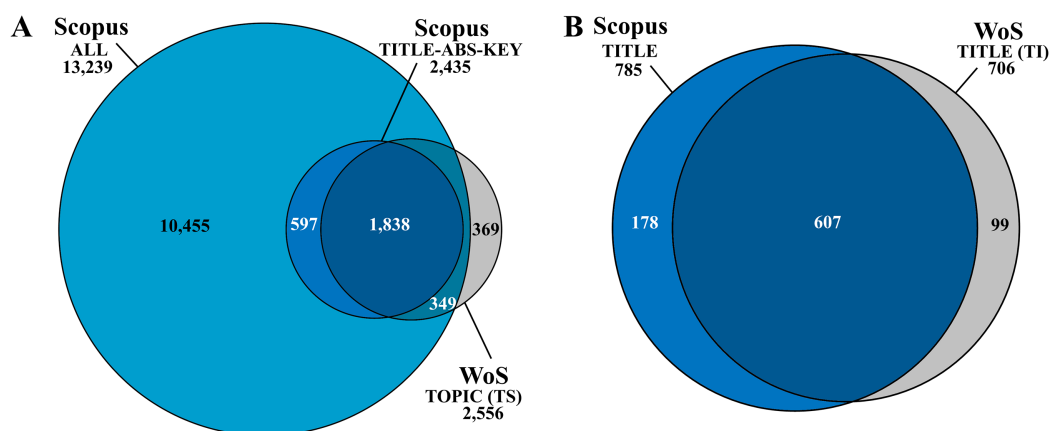 A
Scopus
ALL
13,239
Scopus
TITLE-ABS-KEY
2,435
10,455
597
1,838
369
349
WoS
TOPIC (TS)
2,556
B
Scopus
TITLE
785
WoS
TITLE (TI)
706
178
607
99